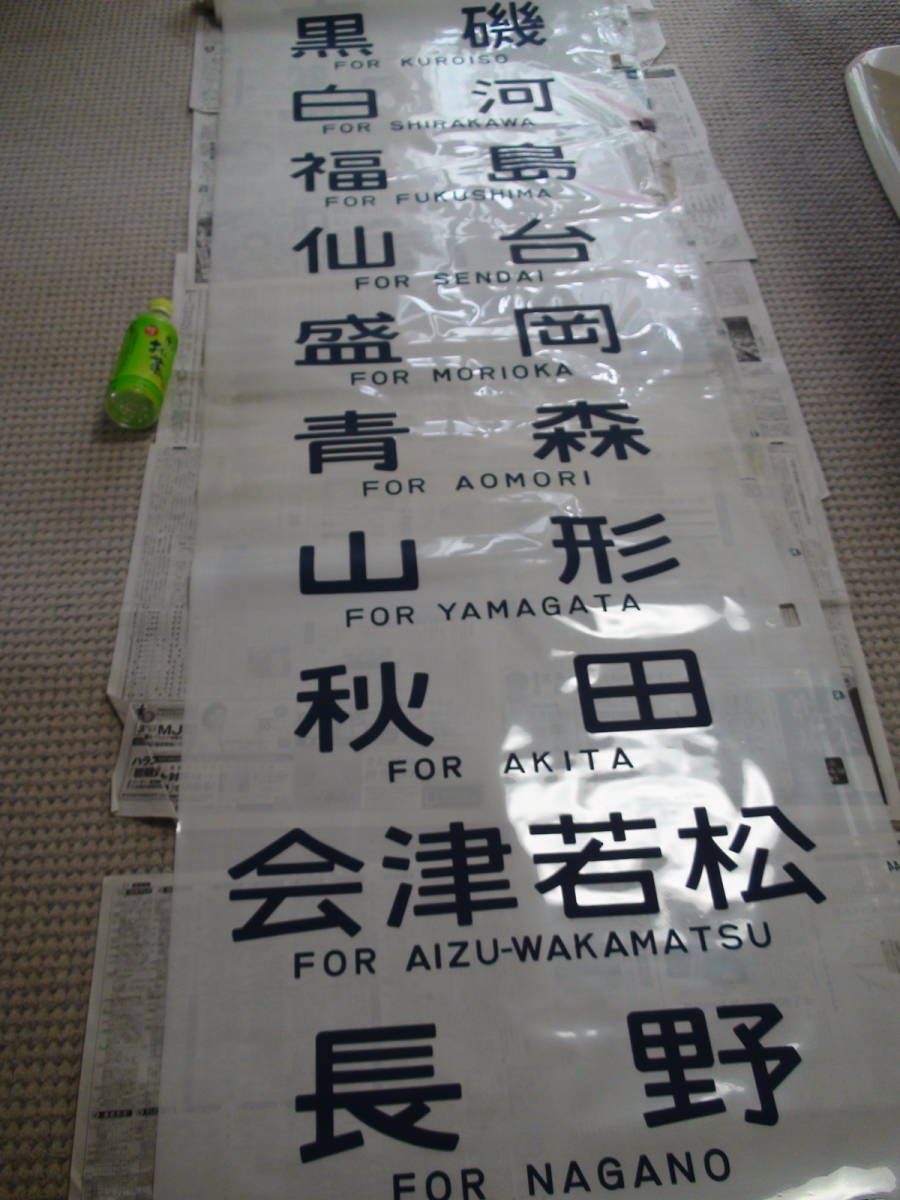 黒磯
FOR KUROISO
白河
FOR SHIRAKAWA
福島
FOR FUKUSHIMA
仙台
FOR SENDAI
盛岡
FOR MORIOKA
青森
FOR AOMORI
山形
FOR YAMAGATA
秋田
FOR AKITA
会津若松
FOR AIZU-WAKAMATSU
長野
FOR NAGANO